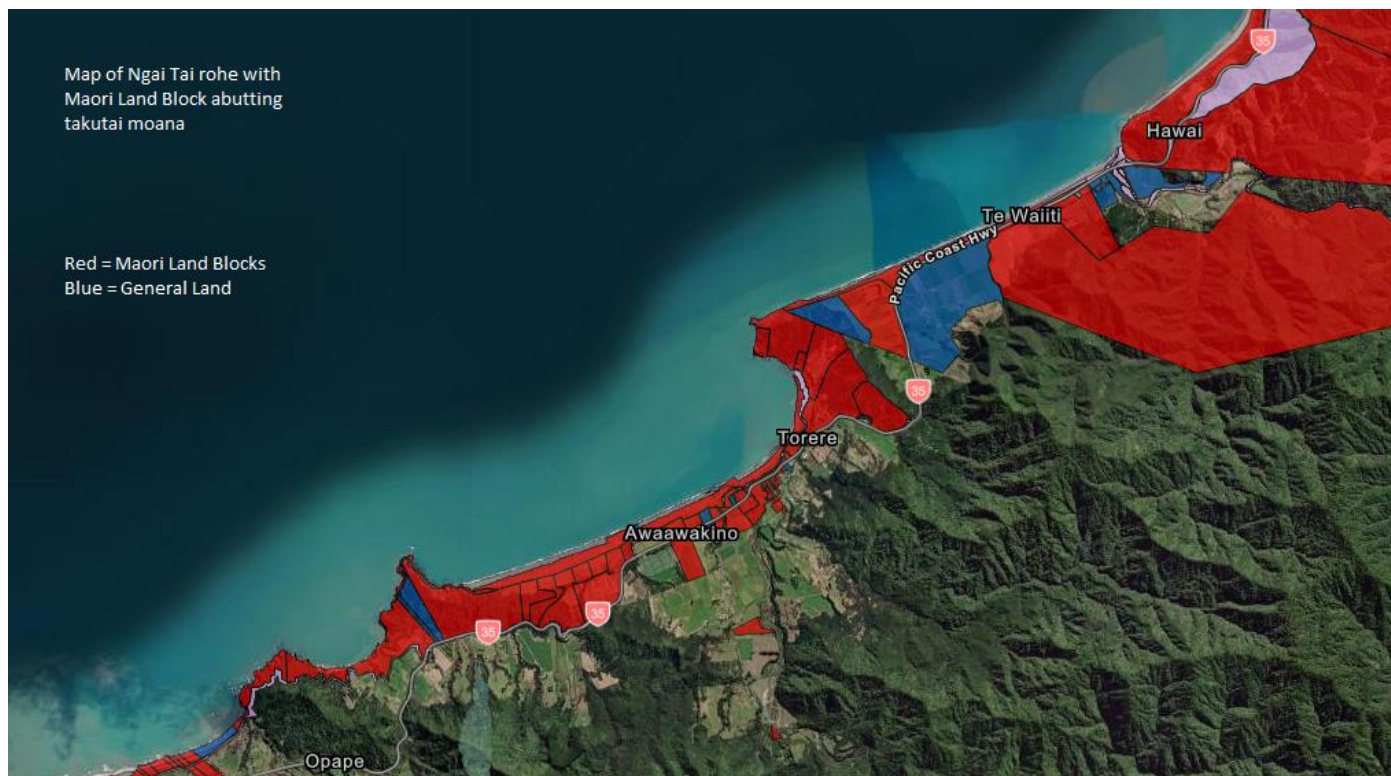 Map of Ngai Tai rohe with
Maori Land Block abutting
takutai moana
Red = Maori Land Blocks
Blue = General Land
35
Hawai
Te Waiiti
Pacific Coast Hwy
35
Torere
Awaawakino
35
35
Opape